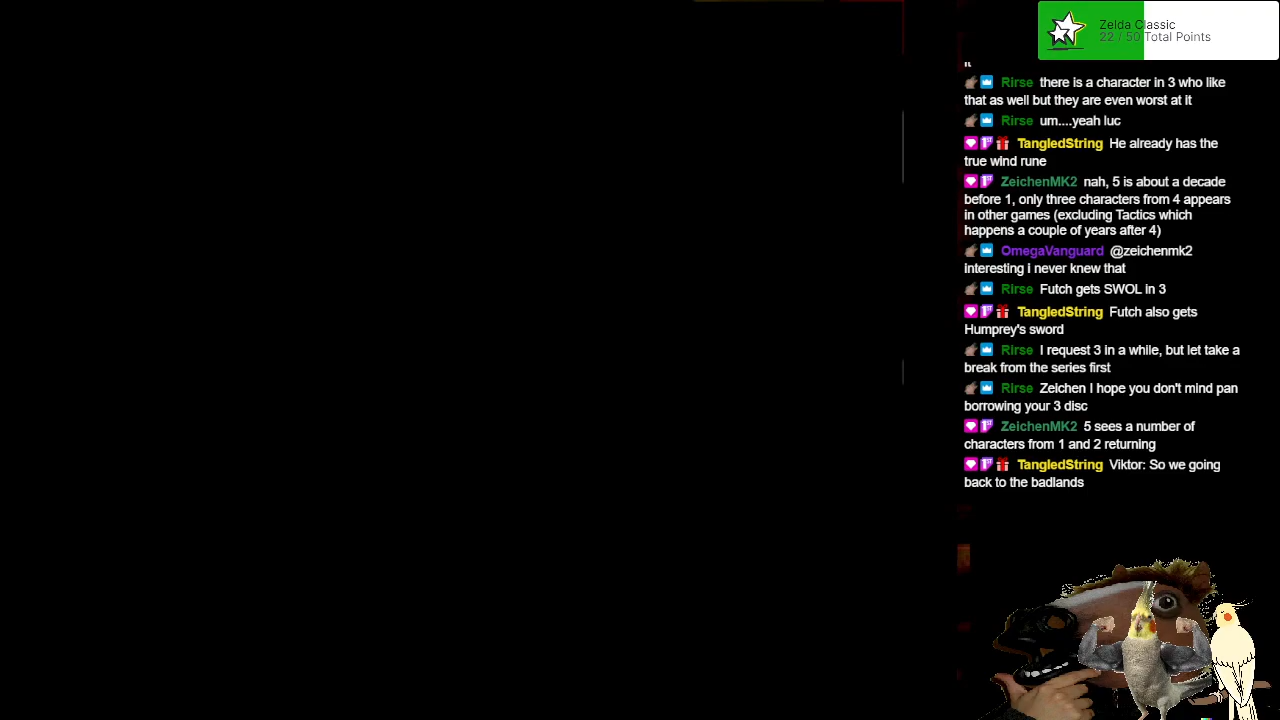 Zelda Classic
22 / 50 Total Points
Rirse there is a character in 3 who like
that as well but they are even worst at it
Rirse um....yeah luc
TangledString He already has the
true wind rune
ZeichenMK2 nah, 5 is about a decade
before 1, only three characters from 4 appears
in other games (excluding Tactics which
happens a couple of years after 4)
OmegaVanguard @zeichenmk2
interesting i never knew that
Rirse Futch gets SWOL in 3
TangledString Futch also gets
Humprey's sword
Rirse I request 3 in a while, but let take a
break from the series first
Rirse Zeichen I hope you don't mind pan
borrowing your 3 disc
ZeichenMK2 5 sees a number of
characters from 1 and 2 returning
TangledString Viktor: So we going
back to the badlands